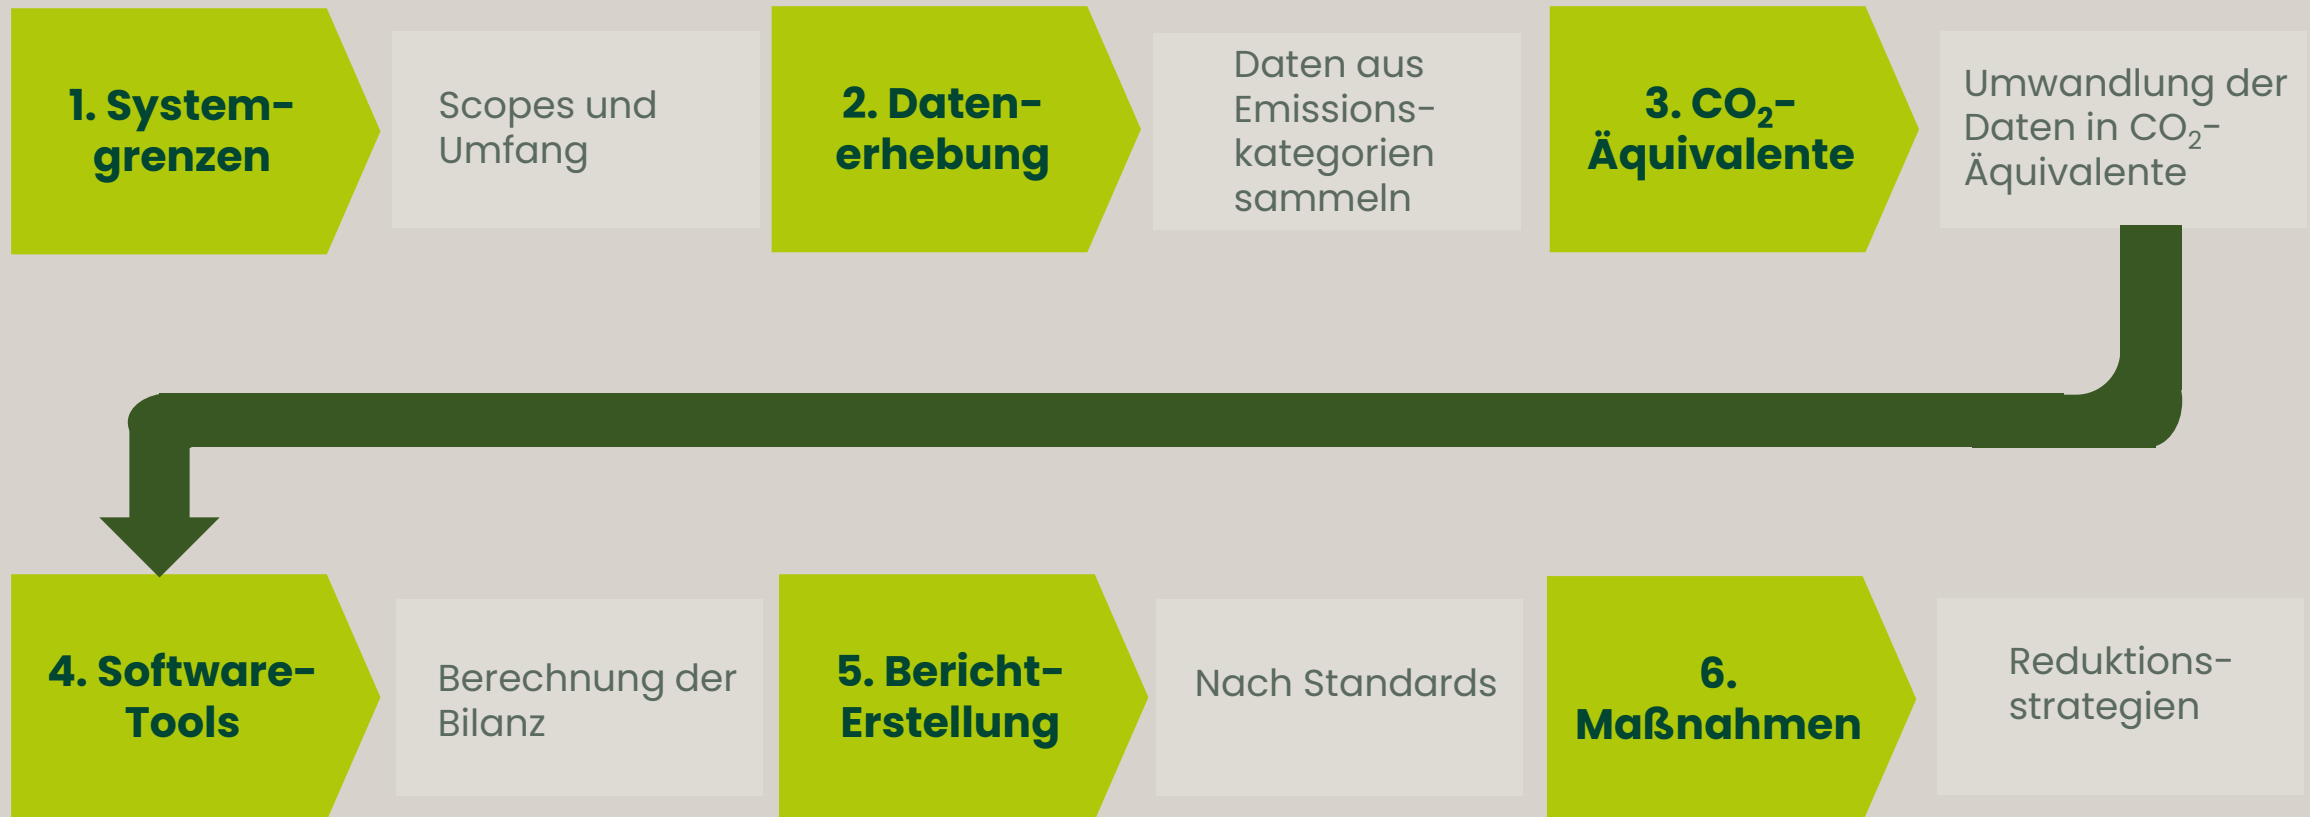 1. System-
grenzen
Scopes und
Umfang
2. Daten-
erhebung
Daten aus
Emissions-
kategorien
sammeln
3. CO₂-
Äquivalente
Umwandlung der
Daten in CO₂-
Äquivalente
4. Software-
Tools
Berechnung der
Bilanz
5. Bericht-
Erstellung
Nach Standards
6.
Maßnahmen
Reduktions-
strategien